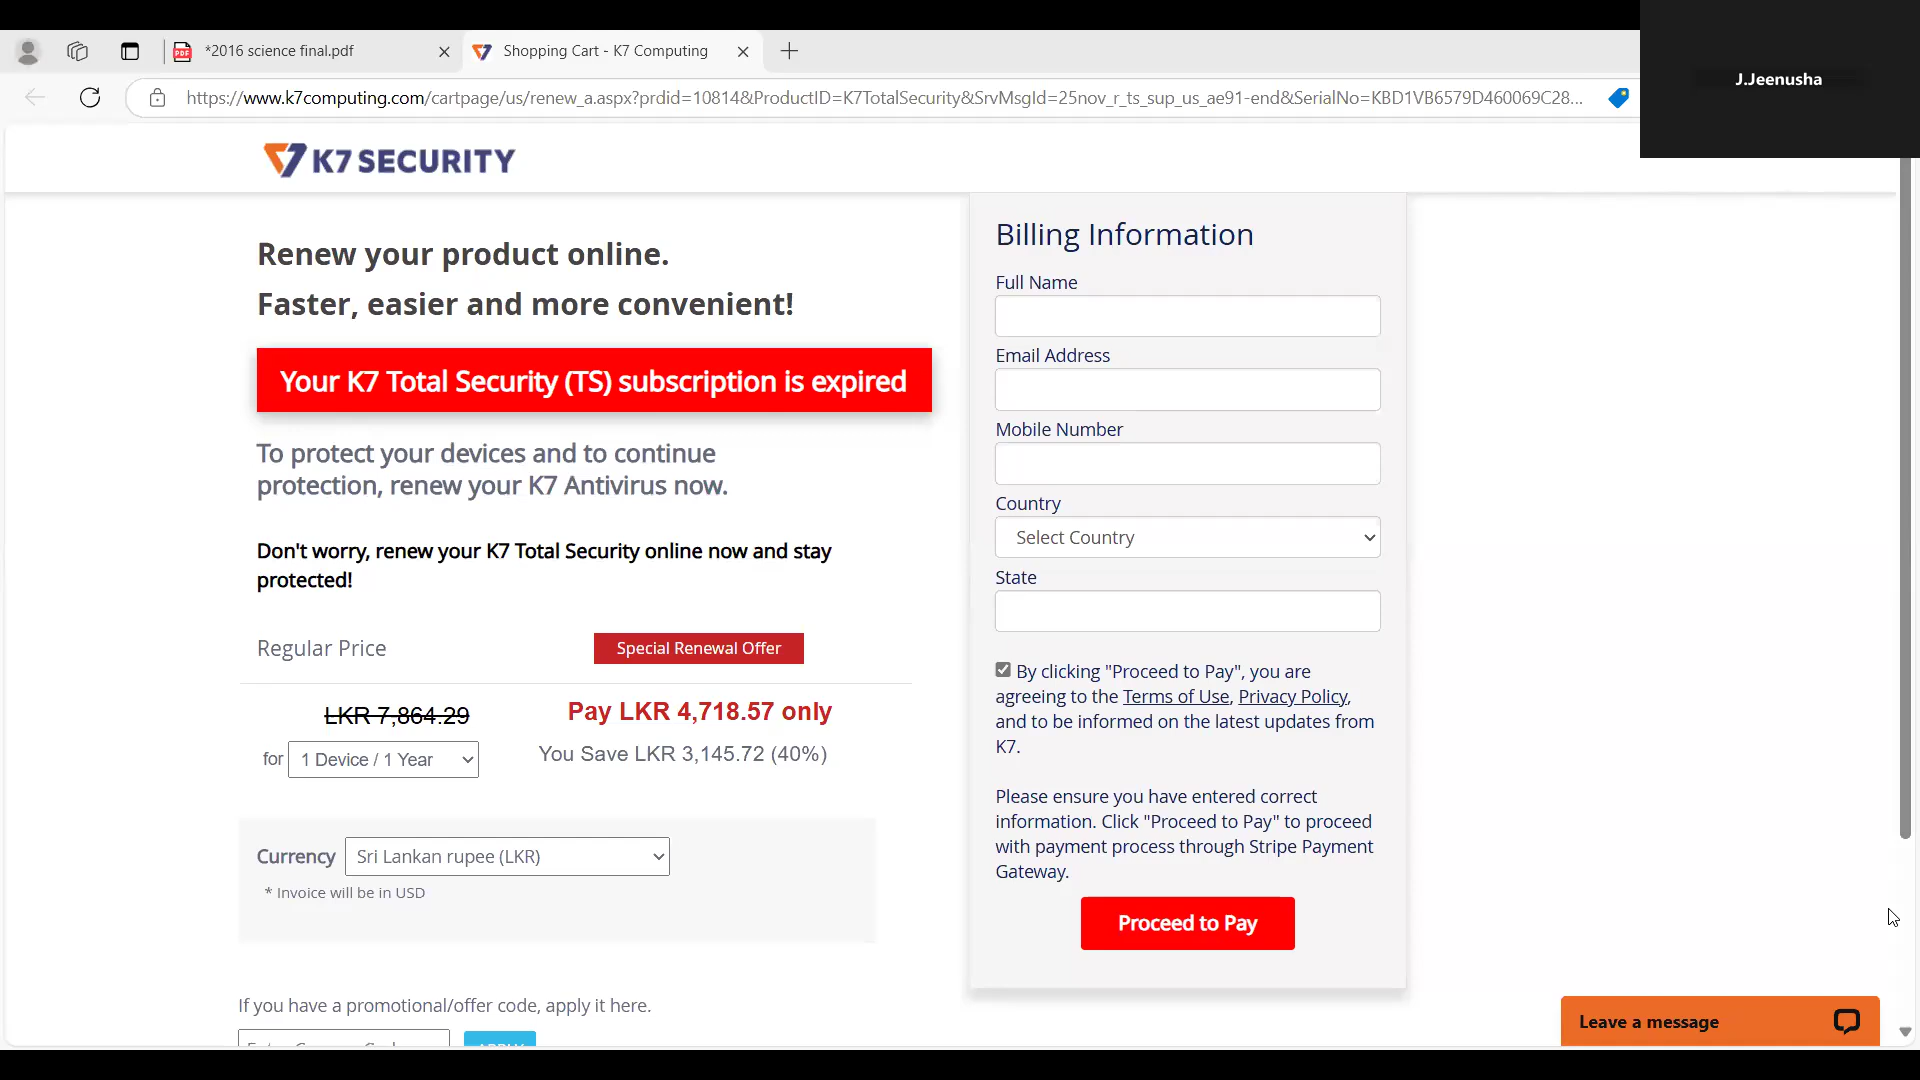 *2016 science final.pdf
Shopping Cart - K7 Computing
https://www.k7computing.com/cartpage/us/renew_a.aspx?prdid=10814&ProductID=K7TotalSecurity&SrvMsgId=25nov_r_ts_sup_us_ae91-end&SerialNo=KBD1VB6579D460069C28...
J.Jeenusha
K7 SECURITY
Renew your product online.
Faster, easier and more convenient!
Your K7 Total Security (TS) subscription is expired
To protect your devices and to continue
protection, renew your K7 Antivirus now.
Don't worry, renew your K7 Total Security online now and stay
protected!
Regular Price
Special Renewal Offer
LKR 7,864.29
Pay LKR 4,718.57 only
for 1 Device / 1 Year
You Save LKR 3,145.72 (40%)
Currency Sri Lankan rupee (LKR)
* Invoice will be in USD
If you have a promotional/offer code, apply it here.
Billing Information
Full Name
Email Address
Mobile Number
Country
Select Country
State
By clicking "Proceed to Pay", you are
agreeing to the Terms of Use, Privacy Policy,
and to be informed on the latest updates from
K7.
Please ensure you have entered correct
information. Click "Proceed to Pay" to proceed
with payment process through Stripe Payment
Gateway.
Proceed to Pay
Leave a message